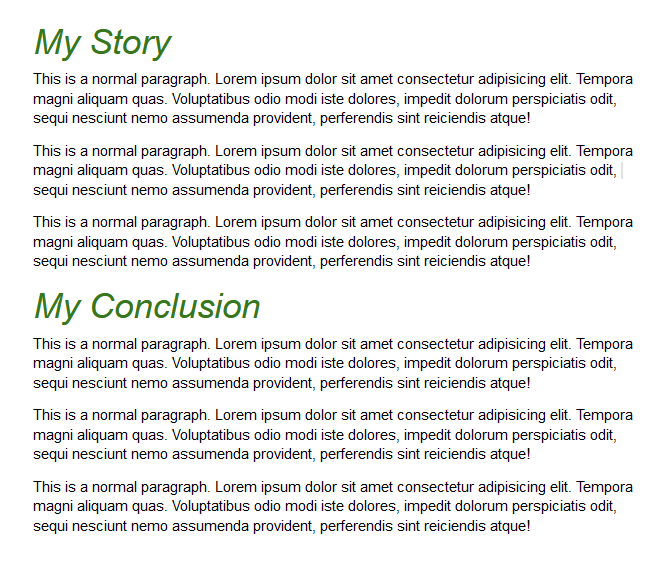 My Story
This is a normal paragraph. Lorem ipsum dolor sit amet consectetur adipisicing elit. Tempora
magni aliquam quas. Voluptatibus odio modi iste dolores, impedit dolorum perspiciatis odit,
sequi nesciunt nemo assumenda provident, perferendis sint reiciendis atque!
This is a normal paragraph. Lorem ipsum dolor sit amet consectetur adipisicing elit. Tempora
magni aliquam quas. Voluptatibus odio modi iste dolores, impedit dolorum perspiciatis odit,
sequi nesciunt nemo assumenda provident, perferendis sint reiciendis atque!
This is a normal paragraph. Lorem ipsum dolor sit amet consectetur adipisicing elit. Tempora
magni aliquam quas. Voluptatibus odio modi iste dolores, impedit dolorum perspiciatis odit,
sequi nesciunt nemo assumenda provident, perferendis sint reiciendis atque!
My Conclusion
This is a normal paragraph. Lorem ipsum dolor sit amet consectetur adipisicing elit. Tempora
magni aliquam quas. Voluptatibus odio modi iste dolores, impedit dolorum perspiciatis odit,
sequi nesciunt nemo assumenda provident, perferendis sint reiciendis atque!
This is a normal paragraph. Lorem ipsum dolor sit amet consectetur adipisicing elit. Tempora
magni aliquam quas. Voluptatibus odio modi iste dolores, impedit dolorum perspiciatis odit,
sequi nesciunt nemo assumenda provident, perferendis sint reiciendis atque!
This is a normal paragraph. Lorem ipsum dolor sit amet consectetur adipisicing elit. Tempora
magni aliquam quas. Voluptatibus odio modi iste dolores, impedit dolorum perspiciatis odit,
sequi nesciunt nemo assumenda provident, perferendis sint reiciendis atque!